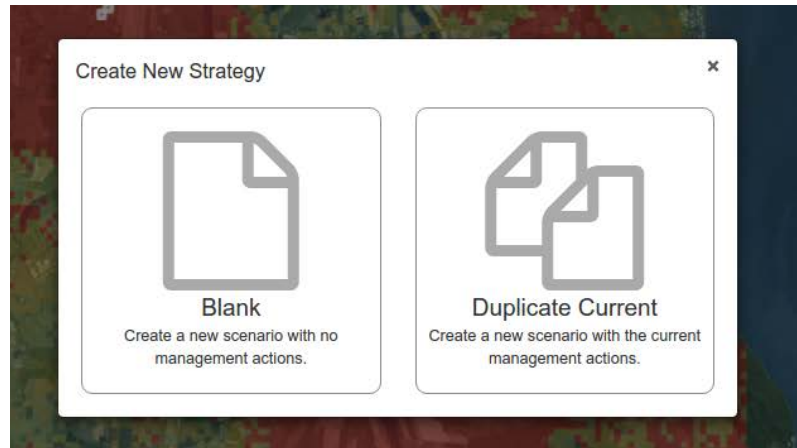 Create New Strategy
×
Blank
Create a new scenario with no
management actions.
Duplicate Current
Create a new scenario with the current
management actions.